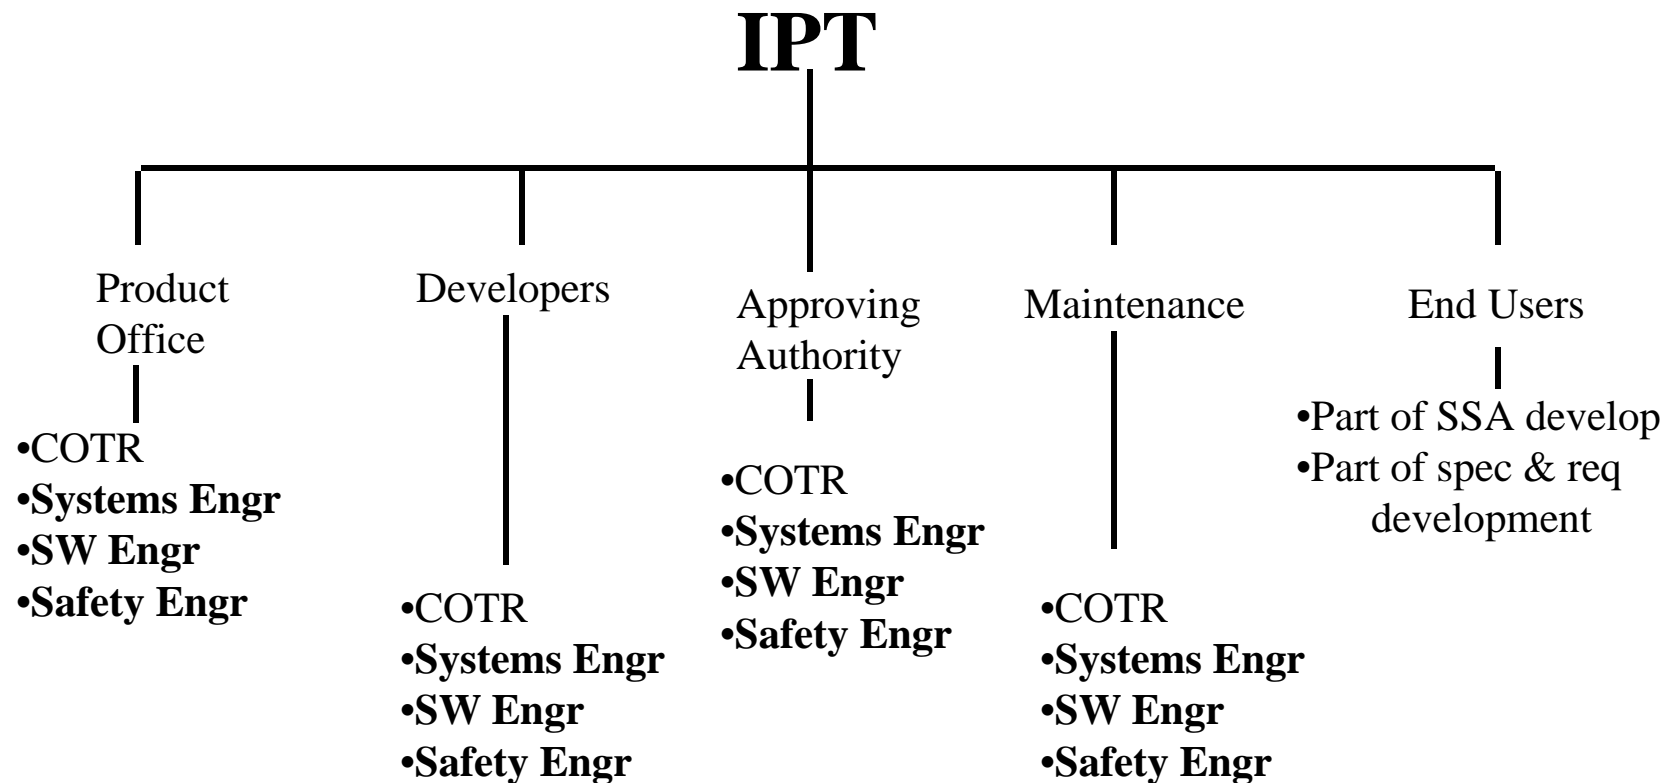 IPT
Product
Office
•COTR
•Systems Engr
•SW Engr
•Safety Engr
Developers
•COTR
•Systems Engr
•SW Engr
•Safety Engr
Approving
Authority
•COTR
•Systems Engr
•SW Engr
•Safety Engr
Maintenance
•COTR
•Systems Engr
•SW Engr
•Safety Engr
End Users
•Part of SSA develop
•Part of spec & req
development